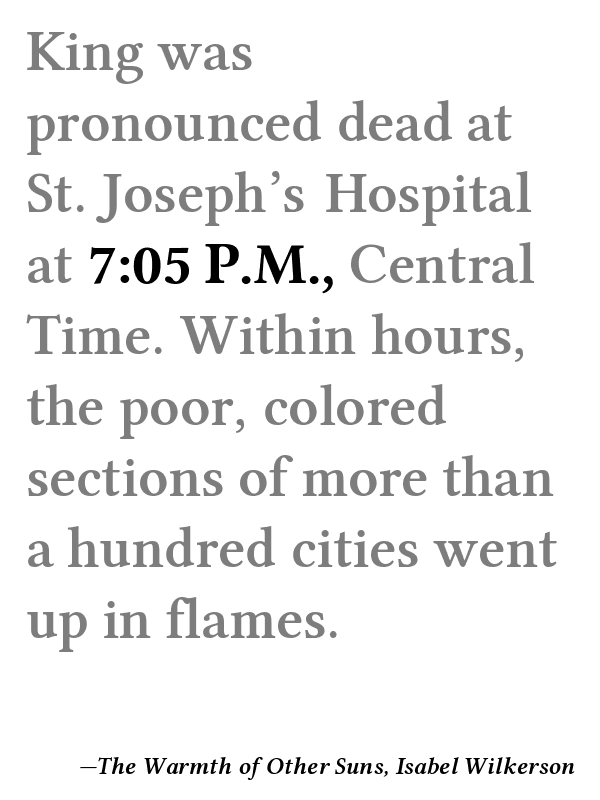 King was
pronounced dead at
St. Joseph’s Hospital
at 7:05 P.M., Central
Time. Within hours,
the poor, colored
sections of more than
a hundred cities went
up in flames.
—The Warmth of Other Suns, Isabel Wilkerson